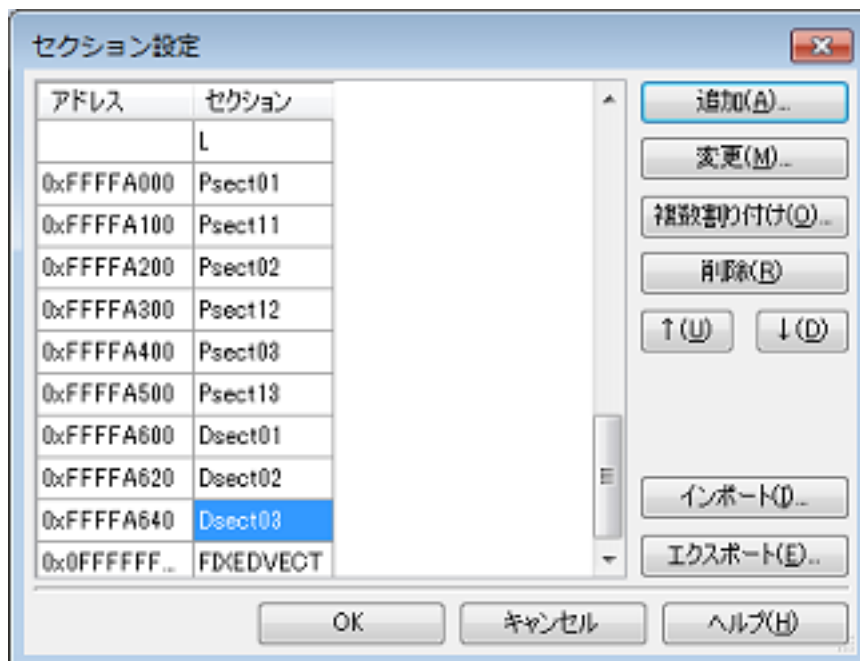 セクション設定
アドレス セクション
L
0xFFFFA000 Psect01
0xFFFFA100 Psect11
0xFFFFA200 Psect02
0xFFFFA300 Psect12
0xFFFFA400 Psect03
0xFFFFA500 Psect13
0xFFFFA600 Dsect01
0xFFFFA620 Dsect02
0xFFFFA640 Dsect03
0x0FFFFFF... FIXEDVECT
追加(A)...
変更(M)...
複数割り付け(O)...
削除(R)
↑(U) ↓(D)
インポート(I)...
エクスポート(E)...
OK キャンセル ヘルプ(H)